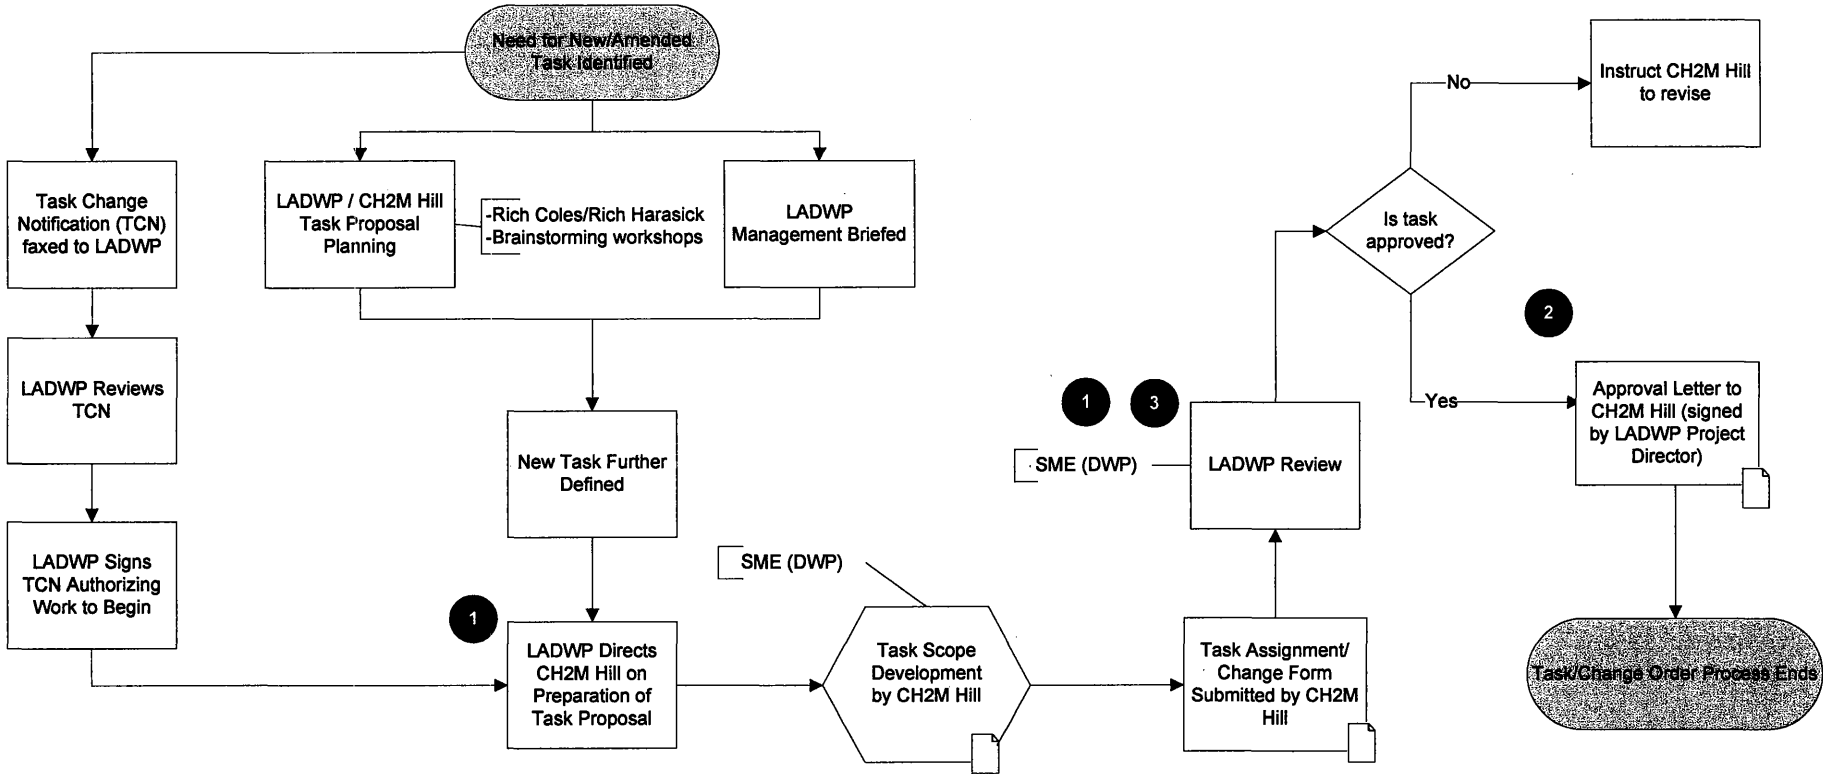 Need for New/Amended
Task Identified
Task Change
Notification (TCN)
faxed to LADWP
LADWP / CH2M Hill
Task Proposal
Planning
-Rich Coles/Rich Harasick
-Brainstorming workshops
LADWP
Management Briefed
LADWP Reviews
TCN
New Task Further
Defined
LADWP Signs
TCN Authorizing
Work to Begin
1
LADWP Directs
CH2M Hill on
Preparation of
Task Proposal
SME (DWP)
Task Scope
Development
by CH2M Hill
Task Assignment/
Change Form
Submitted by CH2M
Hill
1
3
SME (DWP)
LADWP Review
Is task
approved?
No
Instruct CH2M Hill
to revise
Yes
2
Approval Letter to
CH2M Hill (signed
by LADWP Project
Director)
Task/Change Order Process Ends